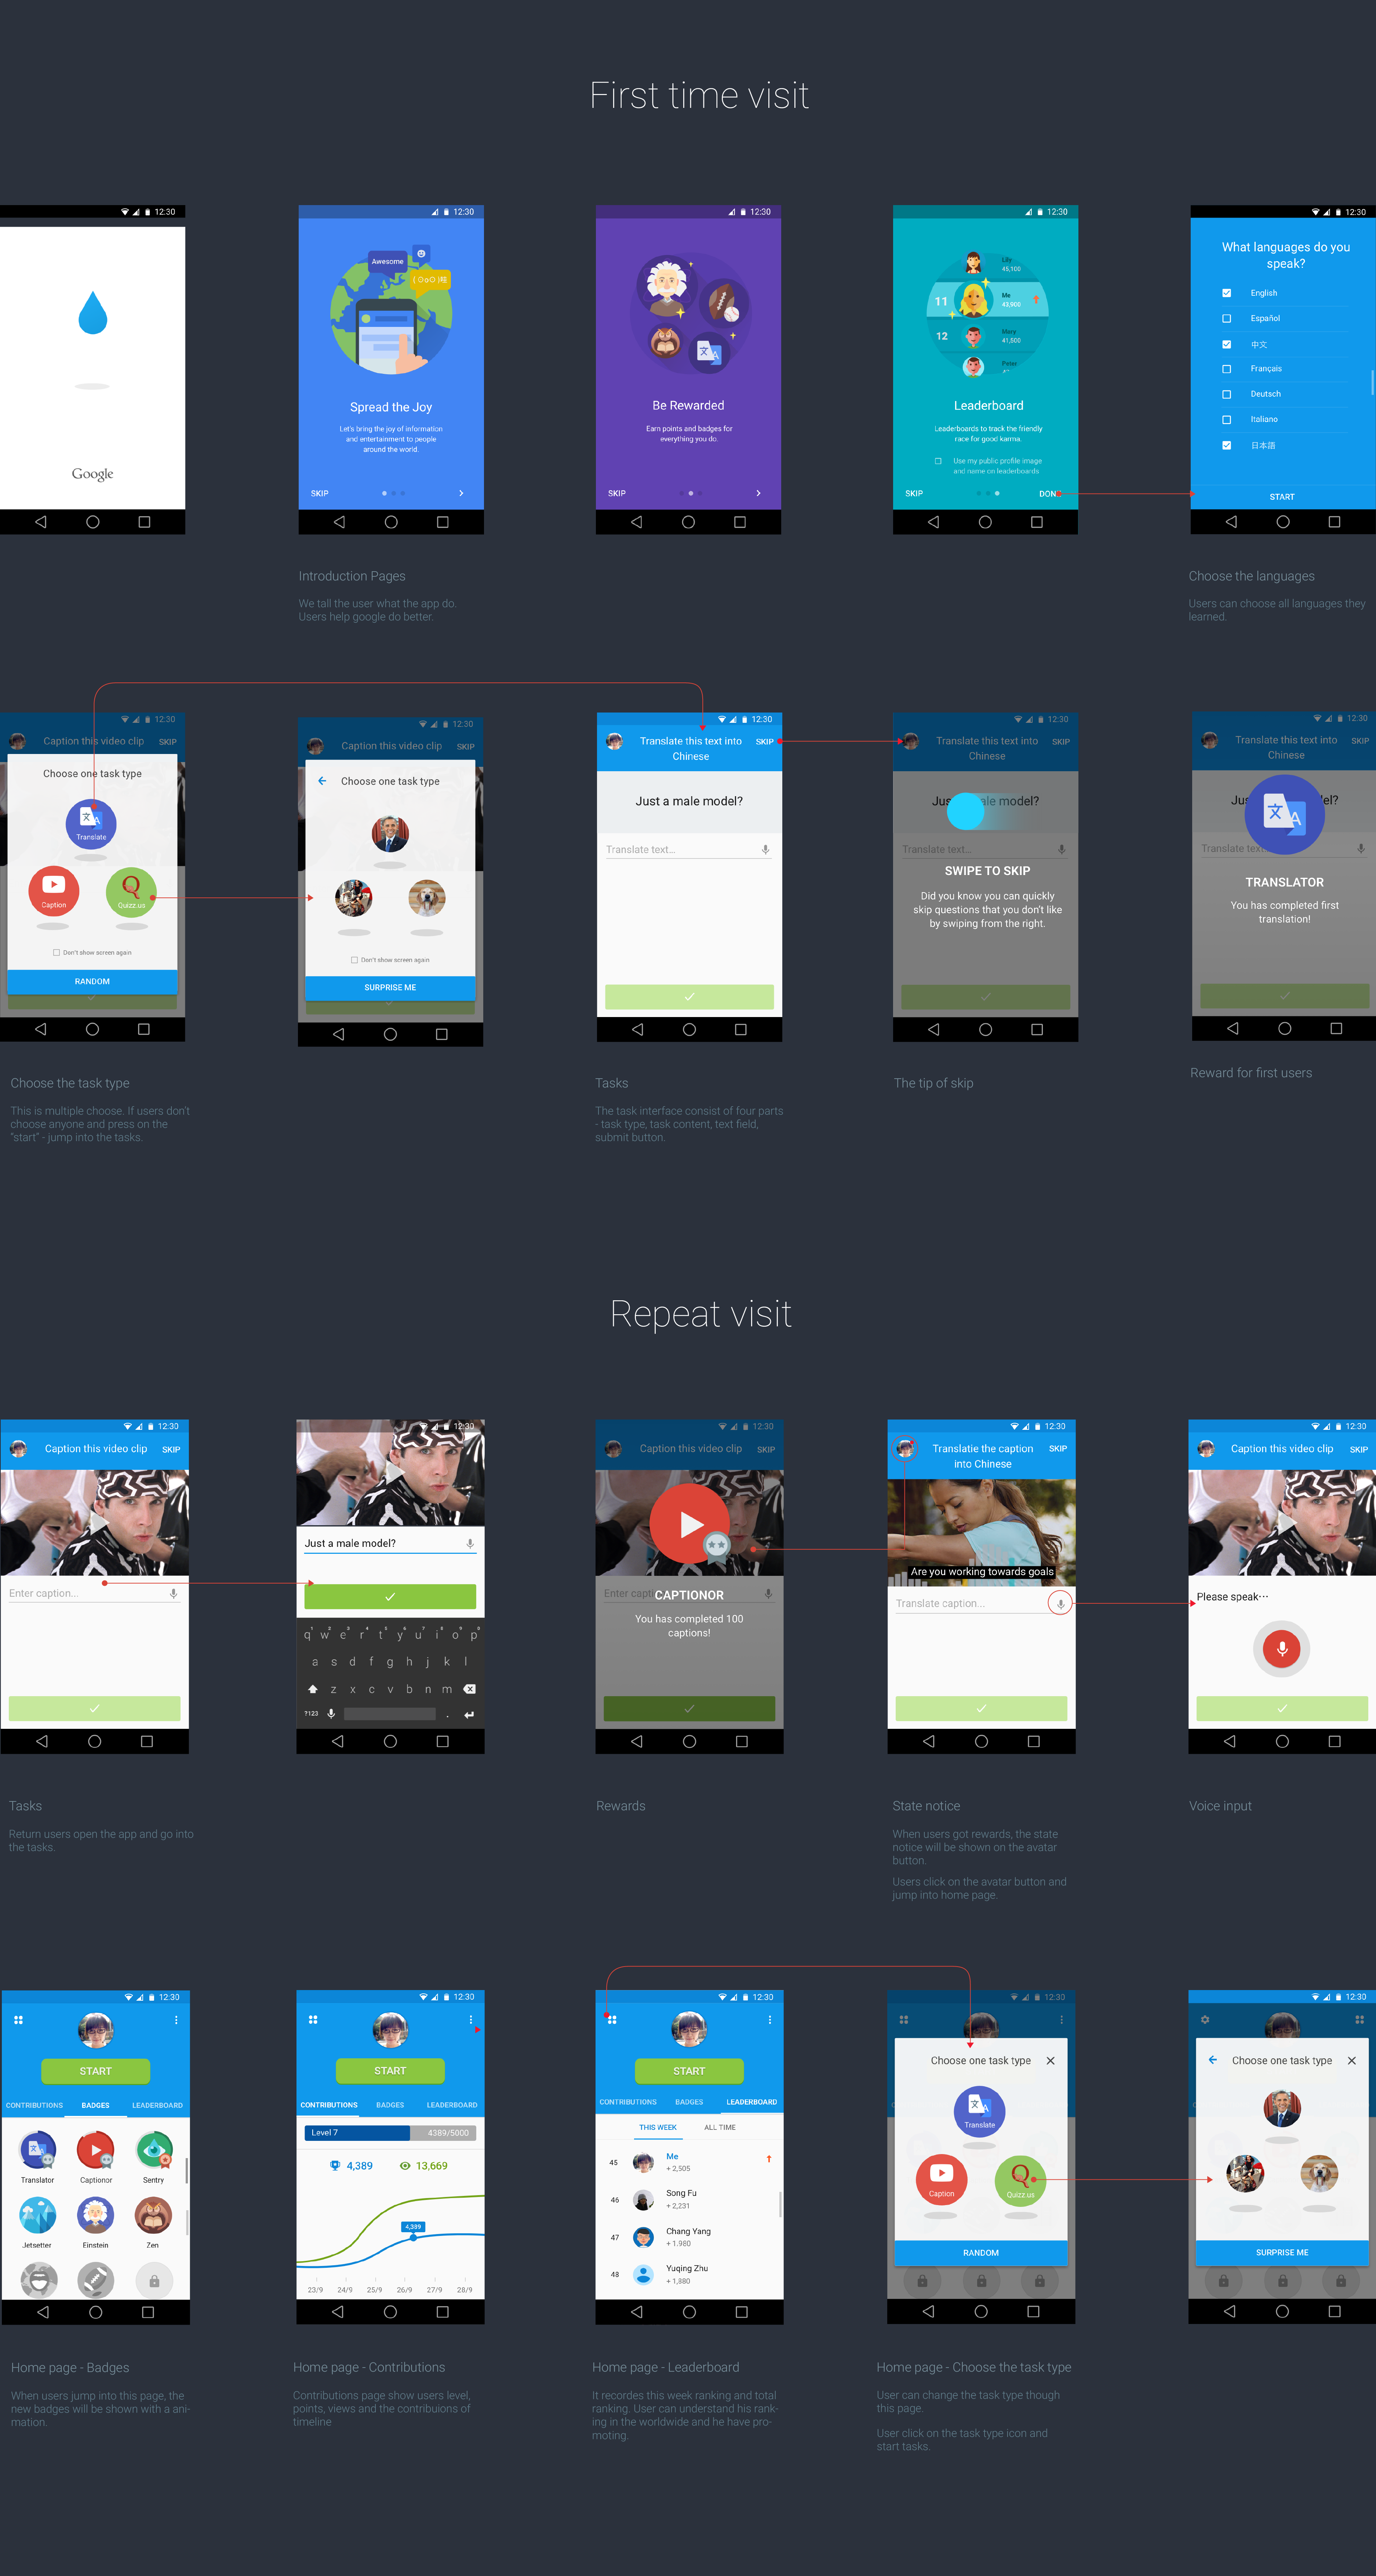 First time visit
12:30
12:30
12:30
12:30
12:30
Google
Awesome
Spread the Joy
Let's bring the joy of information
and entertainment to people
around the world.
SKIP
Be Rewarded
Earn points and badges for
everything you do.
SKIP
Lily
45,100
11
Me
43,900
12
Mary
41,500
Peter
Leaderboard
Leaderboards to track the friendly
race for good karma.
Use my public profile image
and name on leaderboards
SKIP
DON
What languages do you
speak?
English
Español
中文
Français
Deutsch
Italiano
日本語
START
Introduction Pages
We tall the user what the app do.
Users help google do better.
Choose the languages
Users can choose all languages they
learned.
12:30
Caption this video clip SKIP
Choose one task type
Translate
Caption
Quizz.us
Don't show screen again
RANDOM
12:30
Caption this video clip SKIP
Choose one task type
Don't show screen again
SURPRISE ME
12:30
Translate this text into
Chinese
SKIP
Just a male model?
Translate text...
12:30
Translate this text into
Chinese
SKIP
Jus ale model?
Translate text...
SWIPE TO SKIP
Did you know you can quickly
skip questions that you don't like
by swiping from the right.
12:30
Translate this text into
Chinese
SKIP
Translate text
TRANSLATOR
You has completed first
translation!
Choose the task type
This is multiple choose. If users don't
choose anyone and press on the
"start" - jump into the tasks.
Tasks
The task interface consist of four parts
- task type, task content, text field,
submit button.
The tip of skip
Reward for first users
Repeat visit
12:30
Caption this video clip SKIP
Enter caption...
12:30
Just a male model?
q1 w2 e3 r4 t5 y6 u7 i8 o9 p0
a s d f g h j k l
z x c v b n m
?123 .
12:30
Caption this video clip SKIP
Enter capti
CAPTIONOR
You has completed 100
captions!
12:30
Translatie the caption
into Chinese
SKIP
Are you working towards goals
Translate caption...
12:30
Caption this video clip SKIP
Please speak···
Tasks
Return users open the app and go into
the tasks.
Rewards
State notice
When users got rewards, the state
notice will be shown on the avatar
button.
Users click on the avatar button and
jump into home page.
Voice input
12:30
START
CONTRIBUTIONS BADGES LEADERBOARD
Translator Captionor Sentry
Jetsetter Einstein Zen
12:30
START
CONTRIBUTIONS BADGES LEADERBOARD
Level 7 4389/5000
4,389 13,669
4,389
23/9 24/9 25/9 26/9 27/9 28/9
12:30
START
CONTRIBUTIONS BADGES LEADERBOARD
THIS WEEK ALL TIME
45 Me
+ 2,505
46 Song Fu
+ 2,231
47 Chang Yang
+ 1.980
48 Yuqing Zhu
+ 1,880
12:30
Choose one task type
Translate
Caption
Quizz.us
RANDOM
12:30
Choose one task type
SURPRISE ME
Home page - Badges
When users jump into this page, the
new badges will be shown with a ani-
mation.
Home page - Contributions
Contributions page show users level,
points, views and the contribuions of
timeline
Home page - Leaderboard
It recordes this week ranking and total
ranking. User can understand his rank-
ing in the worldwide and he have pro-
moting.
Home page - Choose the task type
User can change the task type though
this page.
User click on the task type icon and
start tasks.